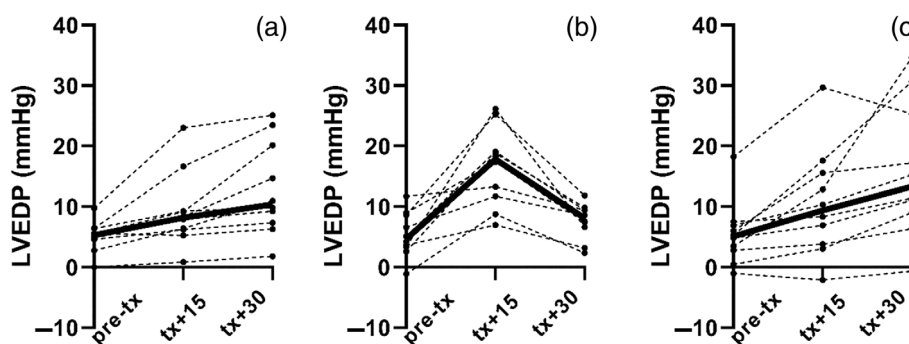 (a)
LVEDP (mmHg)
40
30
20
10
0
–10
pre-tx
tx+15
tx+30
(b)
LVEDP (mmHg)
40
30
20
10
0
–10
pre-tx
tx+15
tx+30
(c
LVEDP (mmHg)
40
30
20
10
0
–10
pre-tx
tx+15
tx+30